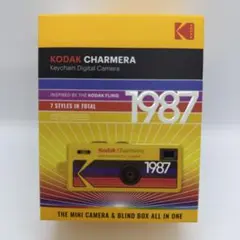 Kodak
KODAK CHARMERA
Keychain Digital Camera
INSPIRED BY THE KODAK FLING
7 STYLES IN TOTAL
1987
Kodak Charmera
1987
THE MINI CAMERA & BLIND BOX ALL IN ONE